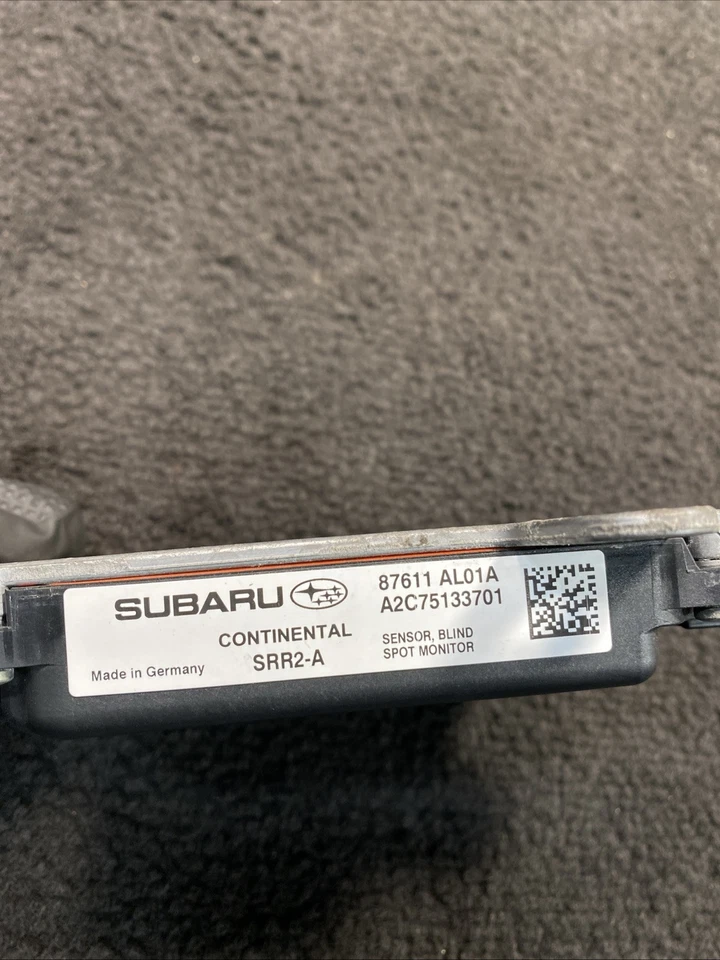 SUBARU
87611 AL01A
A2C75133701
CONTINENTAL
SRR2-A
SENSOR, BLIND
SPOT MONITOR
Made in Germany